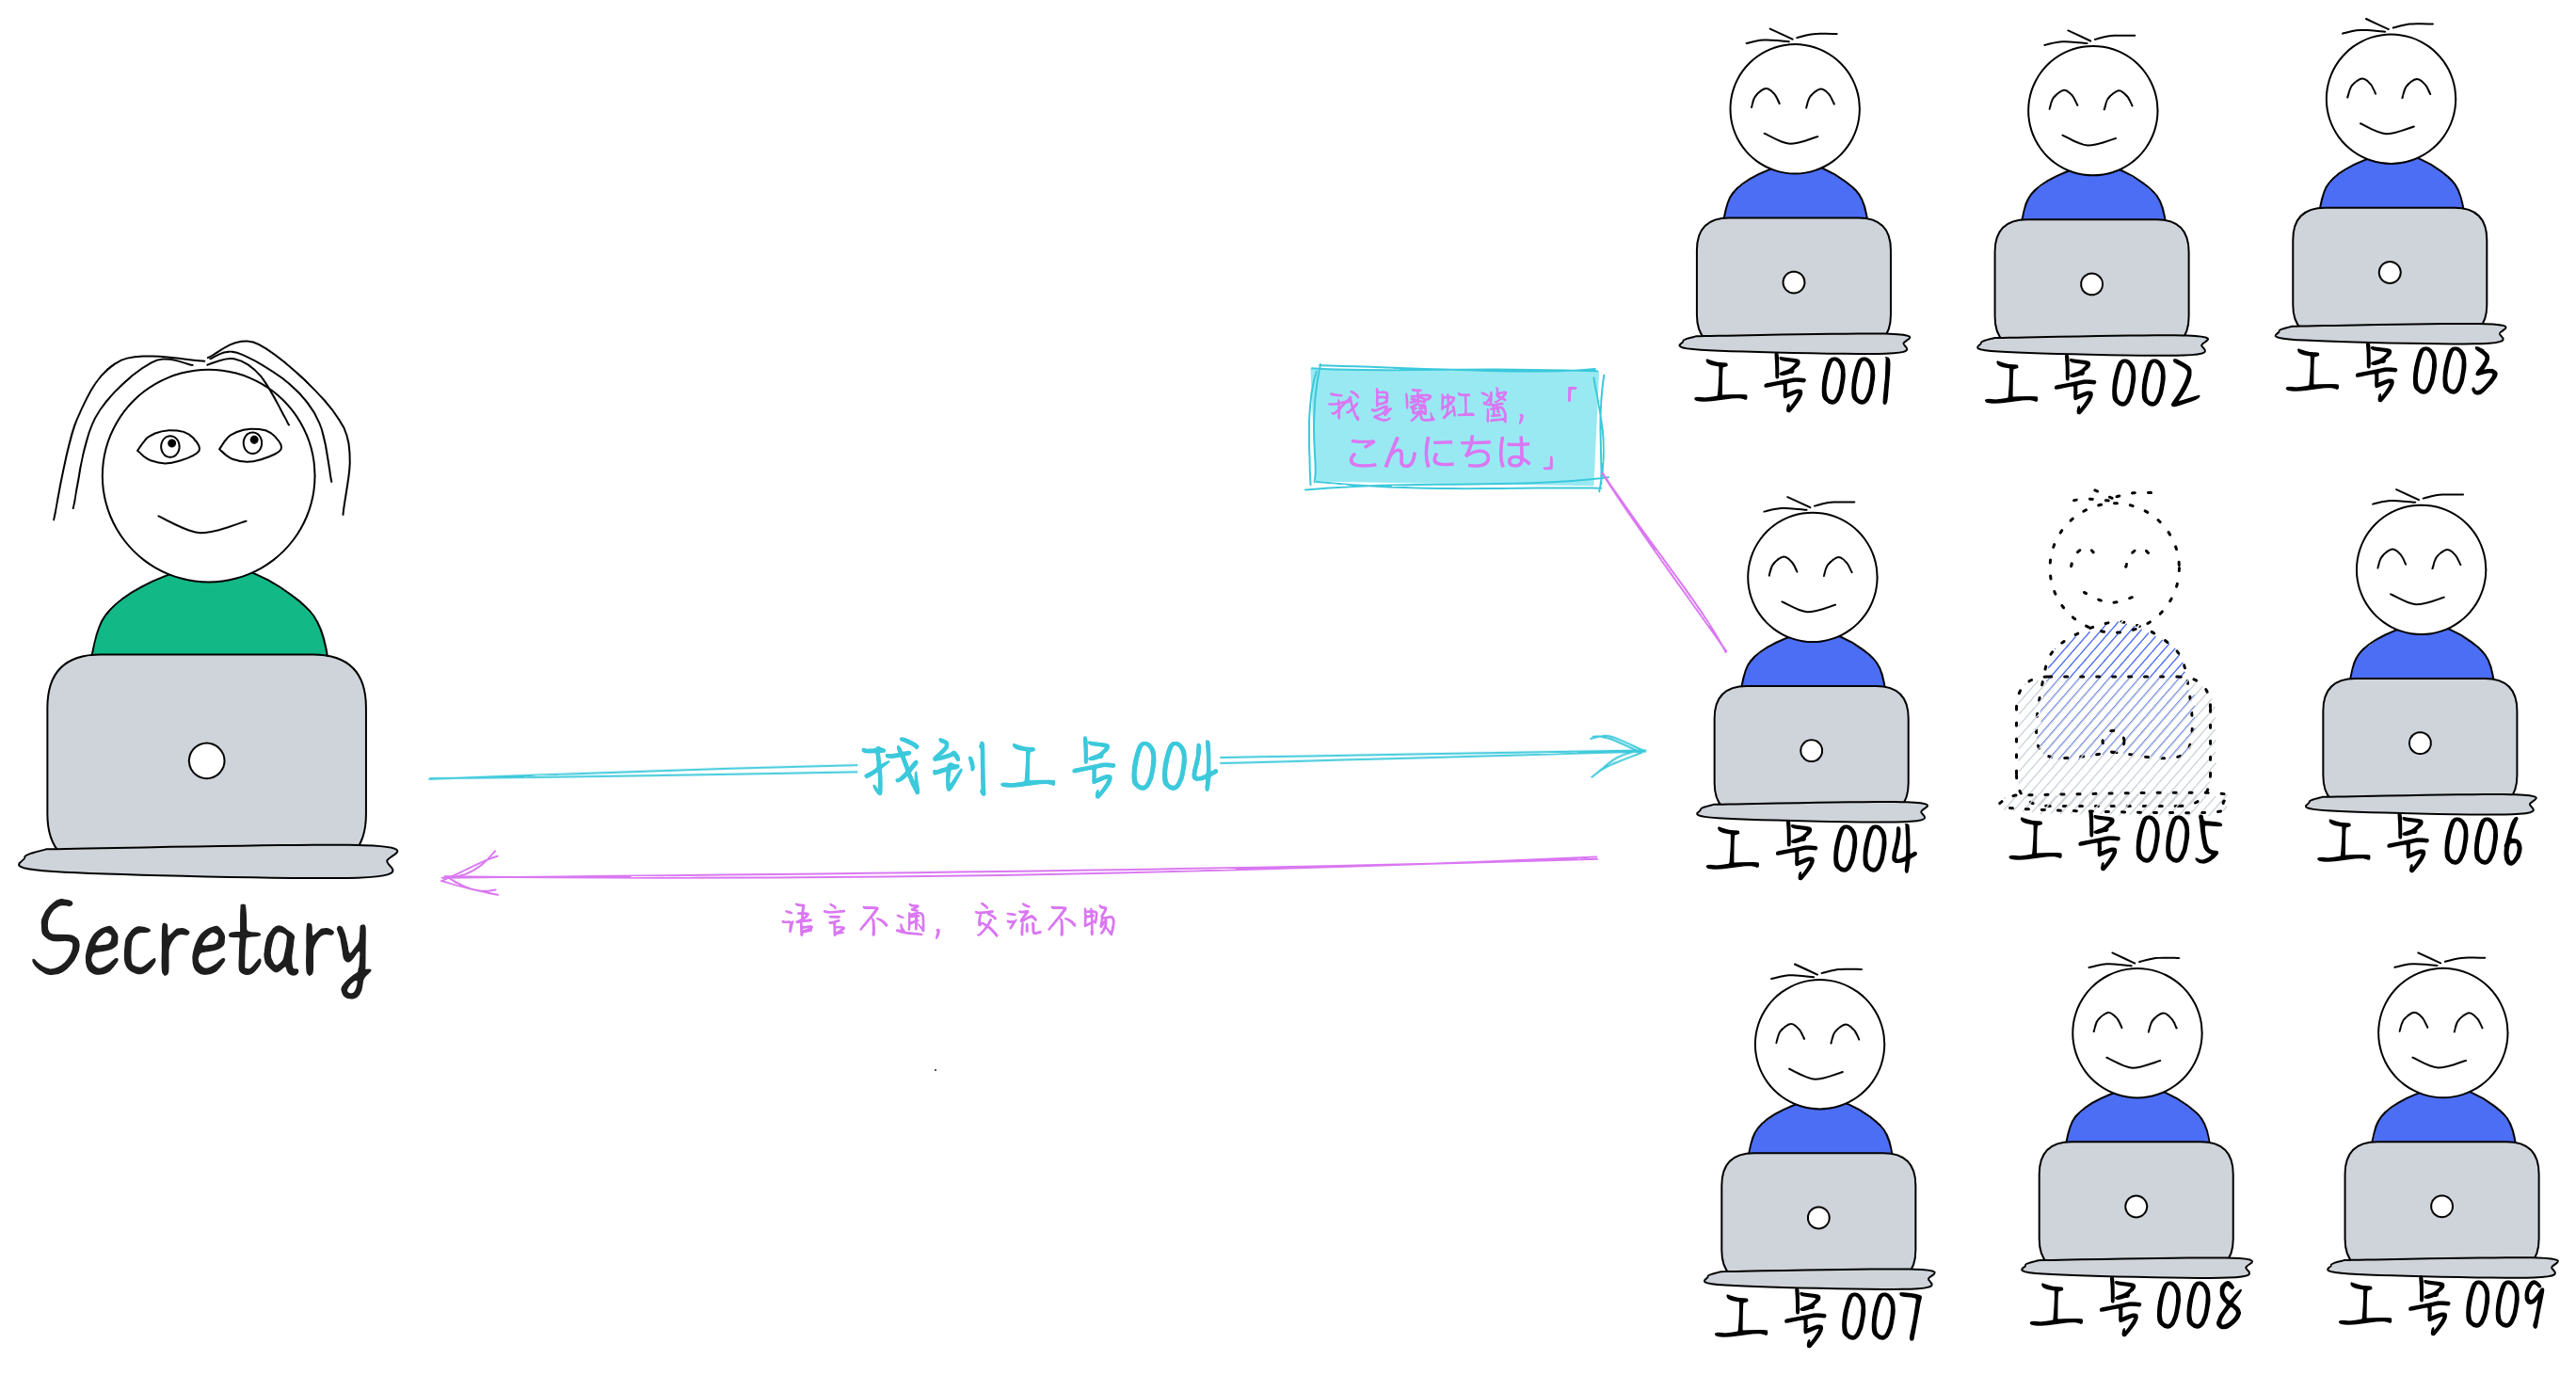 工号001
工号002
工号003
我是霓虹酱,「
こんにちは」
找到工号004
工号004
工号005
工号006
语言不通, 交流不畅
Secretary
工号007
工号008
工号009